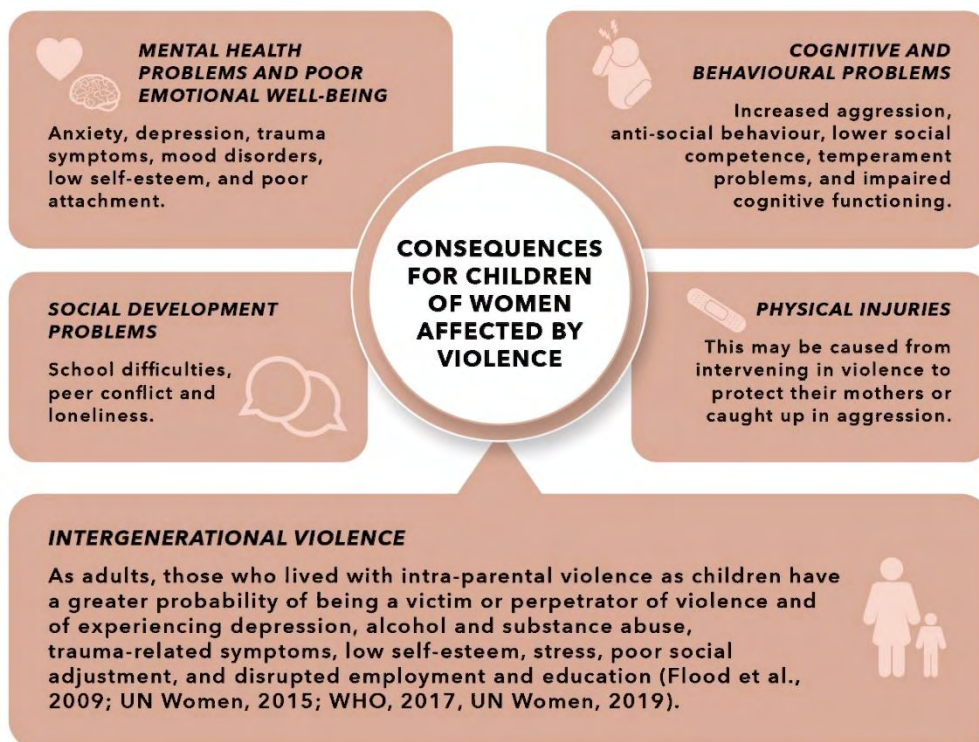 MENTAL HEALTH
PROBLEMS AND POOR
EMOTIONAL WELL-BEING
Anxiety, depression, trauma
symptoms, mood disorders,
low self-esteem, and poor
attachment.
COGNITIVE AND
BEHAVIOURAL PROBLEMS
Increased aggression,
anti-social behaviour, lower social
competence, temperament
problems, and impaired
cognitive functioning.
CONSEQUENCES
FOR CHILDREN
OF WOMEN
AFFECTED BY
VIOLENCE
SOCIAL DEVELOPMENT
PROBLEMS
School difficulties,
peer conflict and
loneliness.
PHYSICAL INJURIES
This may be caused from
intervening in violence to
protect their mothers or
caught up in aggression.
INTERGENERATIONAL VIOLENCE
As adults, those who lived with intra-parental violence as children have
a greater probability of being a victim or perpetrator of violence and
of experiencing depression, alcohol and substance abuse,
trauma-related symptoms, low self-esteem, stress, poor social
adjustment, and disrupted employment and education (Flood et al.,
2009; UN Women, 2015; WHO, 2017, UN Women, 2019).